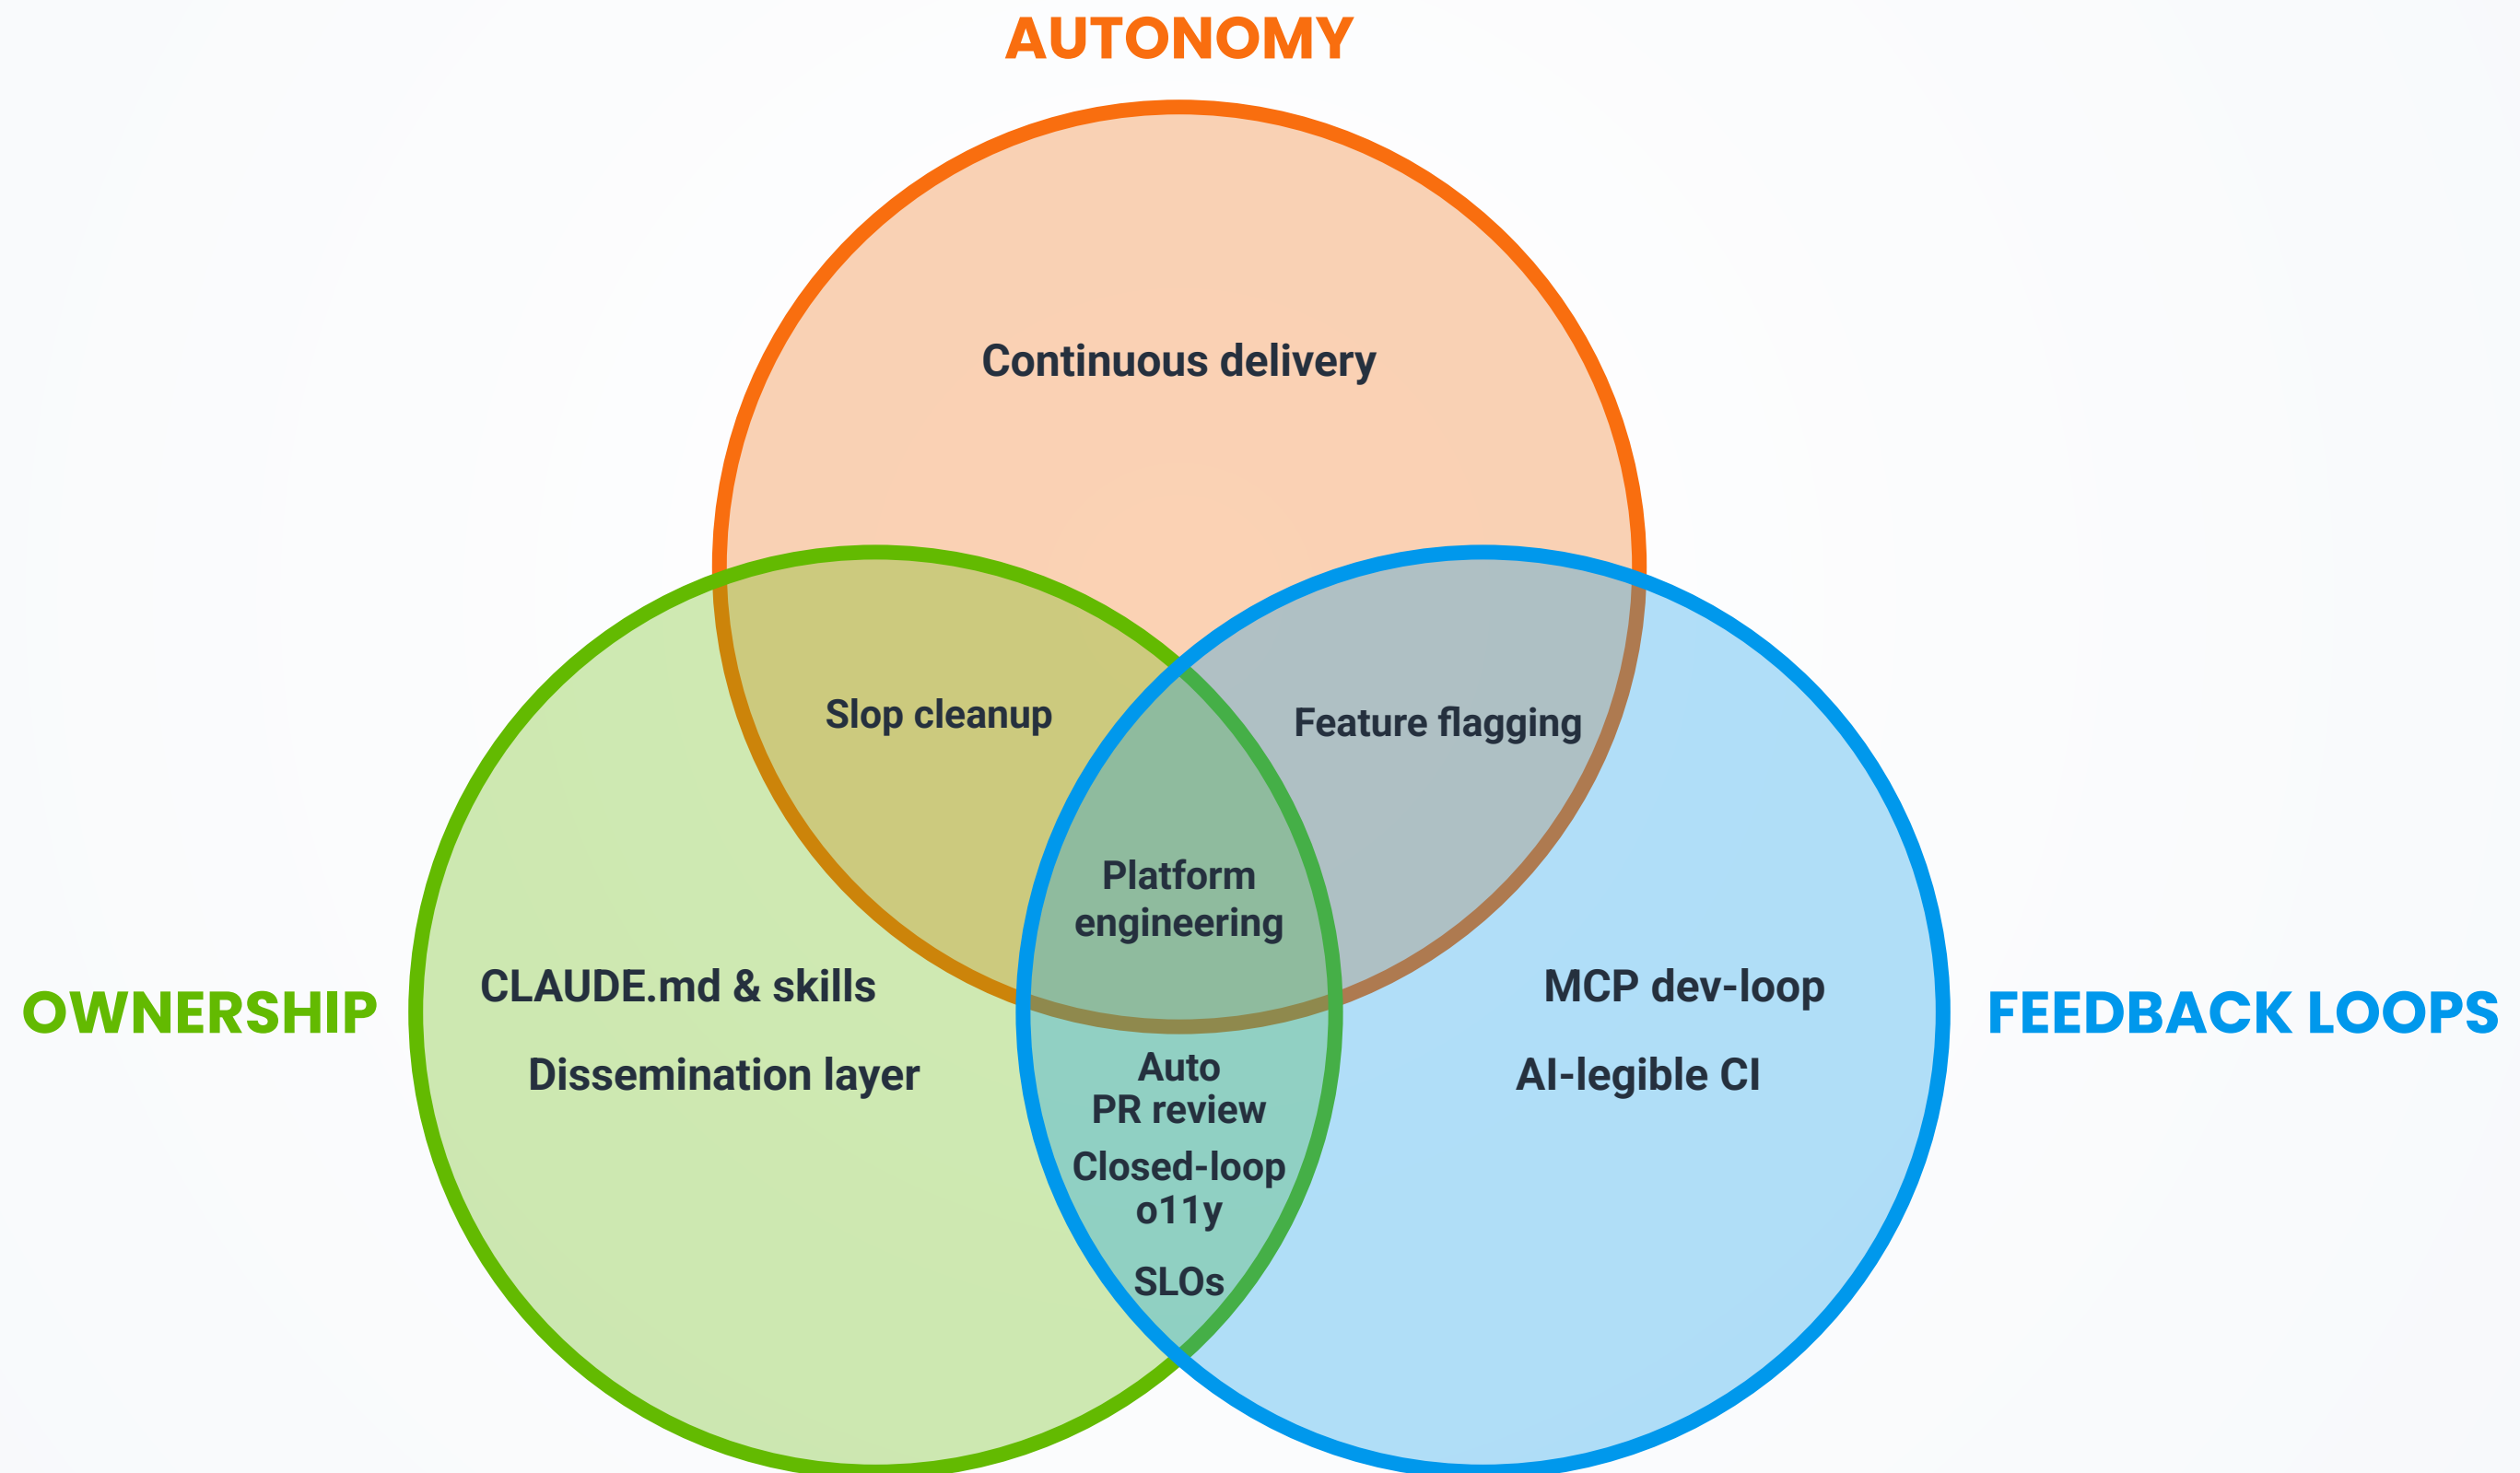 AUTONOMY
Continuous delivery
Slop cleanup
Feature flagging
Platform
engineering
OWNERSHIP
CLAUDE.md & skills
Dissemination layer
MCP dev-loop
AI-legible CI
FEEDBACK LOOPS
Auto
PR review
Closed-loop
o11y
SLOs